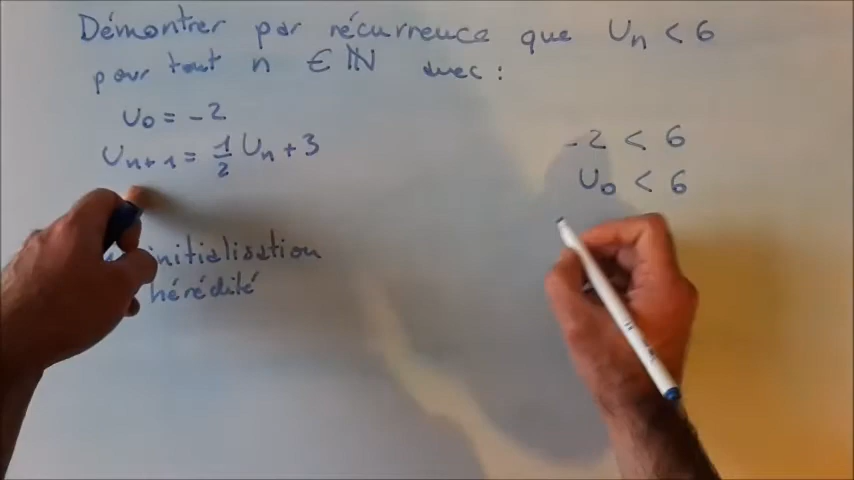 Démontrer par récurrence que Un < 6
pour tout n ∈ ℕ avec :
U0 = -2
Un+1 = 1/2 Un + 3
-2 < 6
U0 < 6
initialisation
hérédité